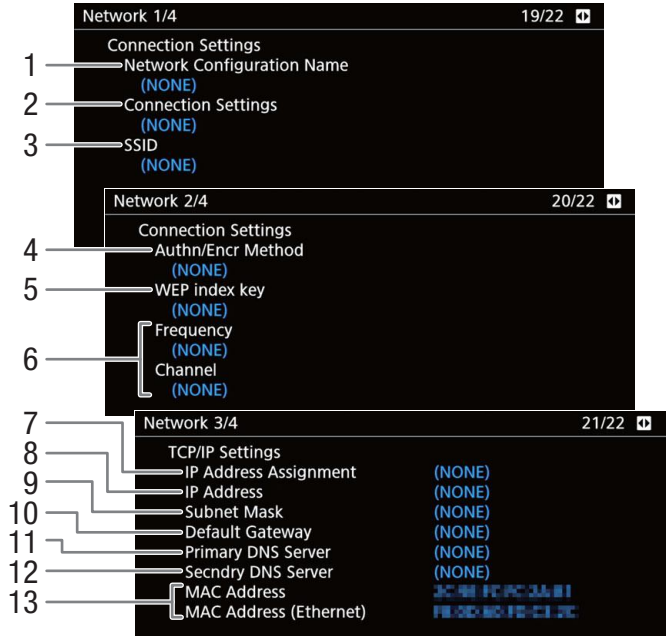 Network 1/4 19/22
Connection Settings
1 Network Configuration Name
(NONE)
2 Connection Settings
(NONE)
3 SSID
(NONE)
Network 2/4 20/22
Connection Settings
4 Authn/Encr Method
(NONE)
5 WEP index key
(NONE)
6 Frequency
(NONE)
Channel
(NONE)
Network 3/4 21/22
TCP/IP Settings
7 IP Address Assignment (NONE)
8 IP Address (NONE)
9 Subnet Mask (NONE)
10 Default Gateway (NONE)
11 Primary DNS Server (NONE)
12 Secndry DNS Server (NONE)
13 MAC Address
MAC Address (Ethernet)